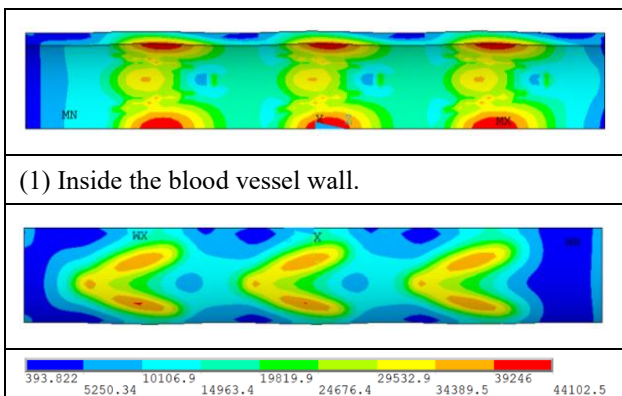 MN
MX
(1) Inside the blood vessel wall.
X
393.822 10106.9 19819.9 29532.9 39246
5250.34 14963.4 24676.4 34389.5 44102.5